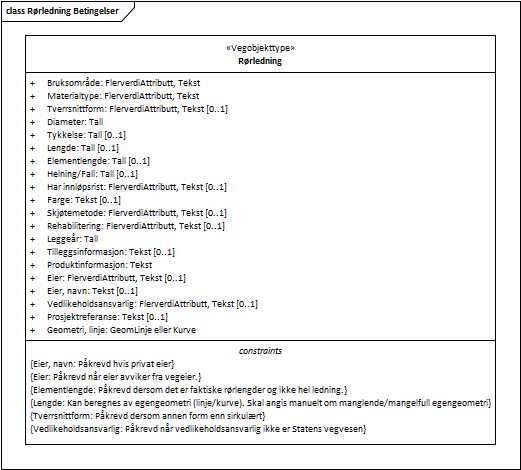 class Rørledning Betingelser
«Vegobjekttype»
Rørledning
+ Bruksområde: FlerverdiAttributt, Tekst
+ Materialtype: FlerverdiAttributt, Tekst
+ Tverrsnittform: FlerverdiAttributt, Tekst [0..1]
+ Diameter: Tall
+ Tykkelse: Tall [0..1]
+ Lengde: Tall [0..1]
+ Elementlengde: Tall [0..1]
+ Helning/Fall: Tall [0..1]
+ Har innløpsrist: FlerverdiAttributt, Tekst [0..1]
+ Farge: Tekst [0..1]
+ Skjøtemetode: FlerverdiAttributt, Tekst [0..1]
+ Rehabilitering: FlerverdiAttributt, Tekst [0..1]
+ Leggeår: Tall
+ Tilleggsinformasjon: Tekst [0..1]
+ Produktinformasjon: Tekst
+ Eier: FlerverdiAttributt, Tekst [0..1]
+ Eier, navn: Tekst [0..1]
+ Vedlikeholdsansvarlig: FlerverdiAttributt, Tekst [0..1]
+ Prosjektreferanse: Tekst [0..1]
+ Geometri, linje: GeomLinje eller Kurve
constraints
{Eier, navn: Påkrevd hvis privat eier}
{Eier: Påkrevd når eier avviker fra vegeier.}
{Elementlengde: Påkrevd dersom det er faktiske rørlengder og ikke hel ledning.}
{Lengde: Kan beregnes av egengeometri (linje/kurve). Skal angis manuelt om manglende/mangelfull egengeometri}
{Tverrsnittform: Påkrevd dersom annen form enn sirkulært}
{Vedlikeholdsansvarlig: Påkrevd når vedlikeholdsansvarlig ikke er Statens vegvesen}